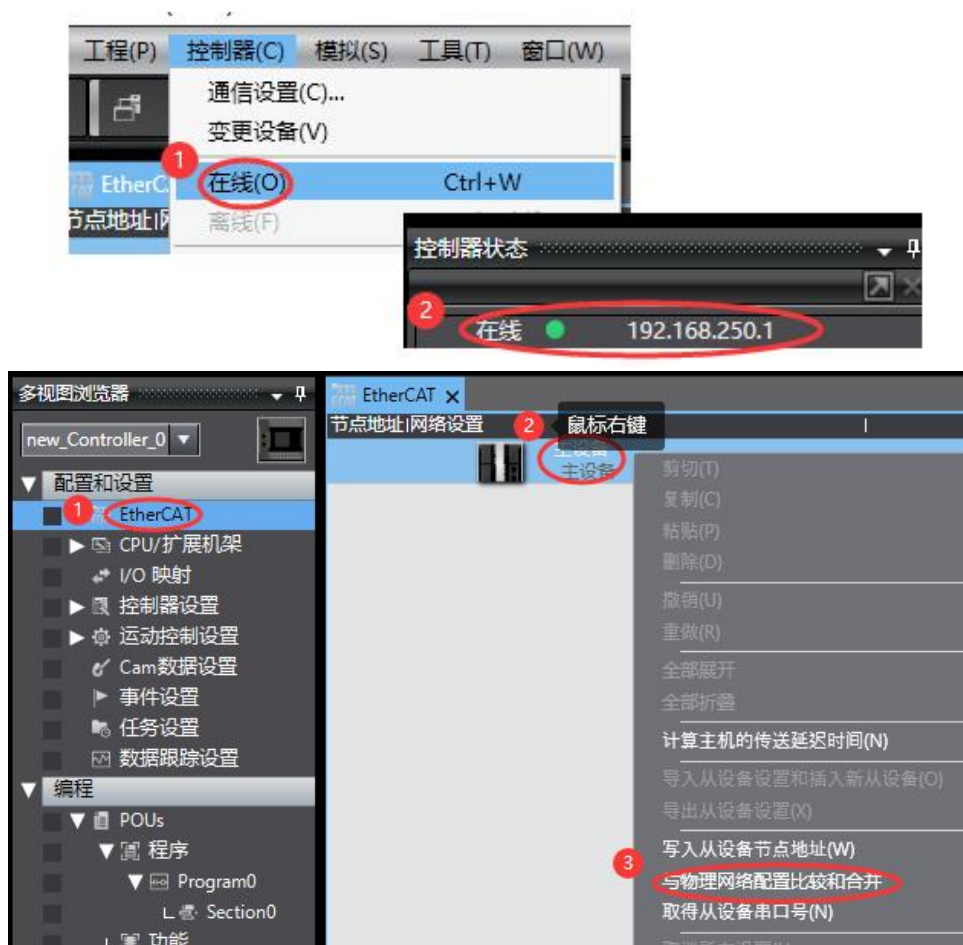 工程(P) 控制器(C) 模拟(S) 工具(T) 窗口(W)
通信设置(C)...
变更设备(V)
1
EtherC
在线(O) Ctrl+W
节点地址|网
离线(F)
控制器状态
2
在线 192.168.250.1
多视图浏览器
EtherCAT
节点地址|网络设置
2
鼠标右键
new_Controller_0
主设备
主设备
配置和设置
1
EtherCAT
CPU/扩展机架
I/O 映射
控制器设置
运动控制设置
Cam数据设置
事件设置
任务设置
数据跟踪设置
编程
POUs
程序
Program0
Section0
功能
剪切(T)
复制(C)
粘贴(P)
删除(D)
撤销(U)
重做(R)
全部展开
全部折叠
计算主机的传送延迟时间(N)
导入从设备设置和插入新从设备(O)
导出从设备设置(X)
写入从设备节点地址(W)
3
与物理网络配置比较和合并
取得从设备串口号(N)